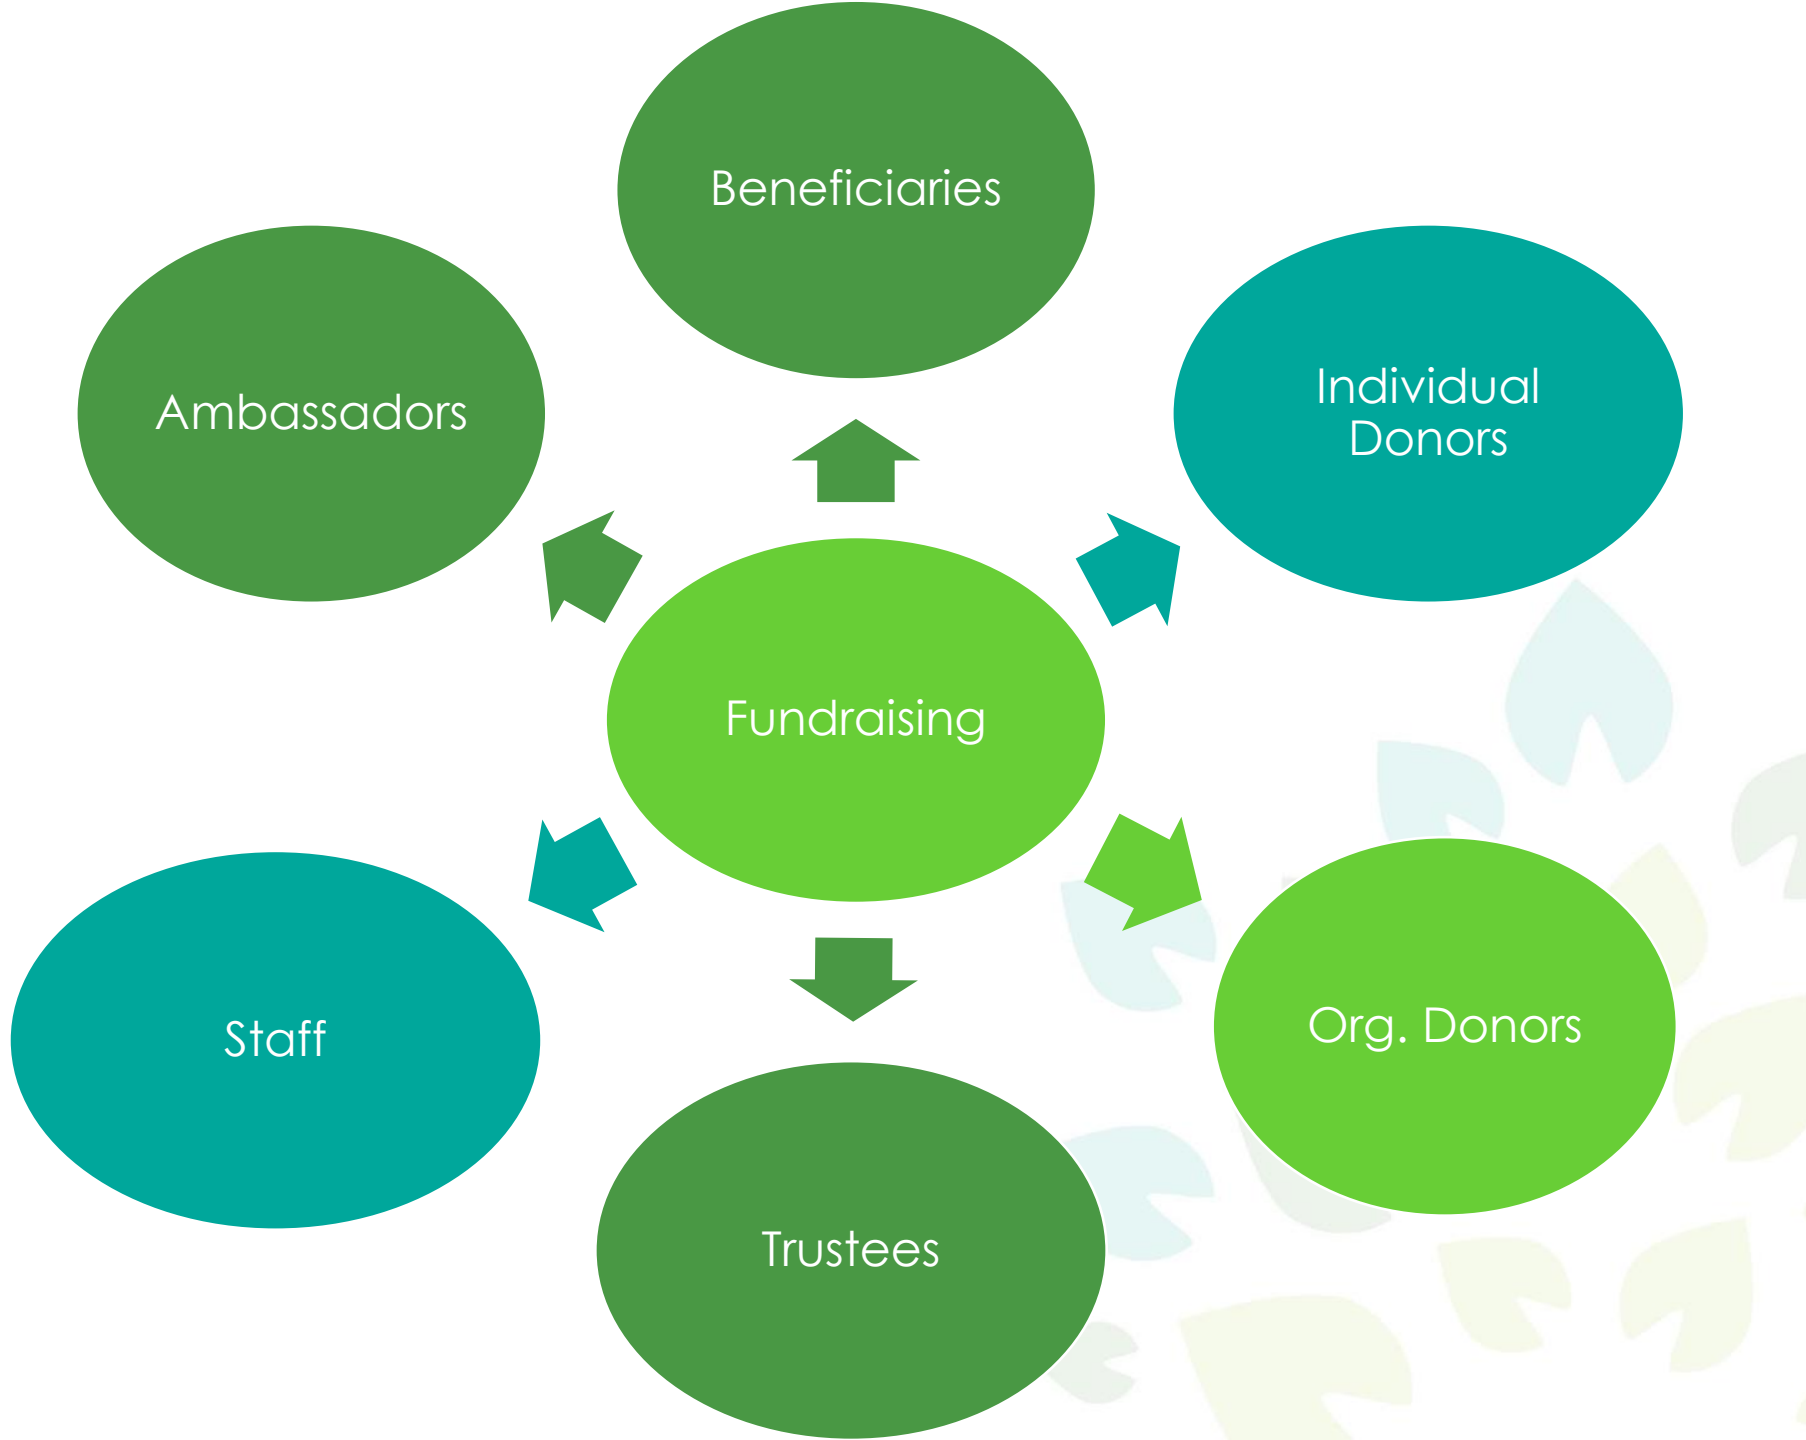 Beneficiaries
Ambassadors
Individual
Donors
Fundraising
Staff
Org. Donors
Trustees